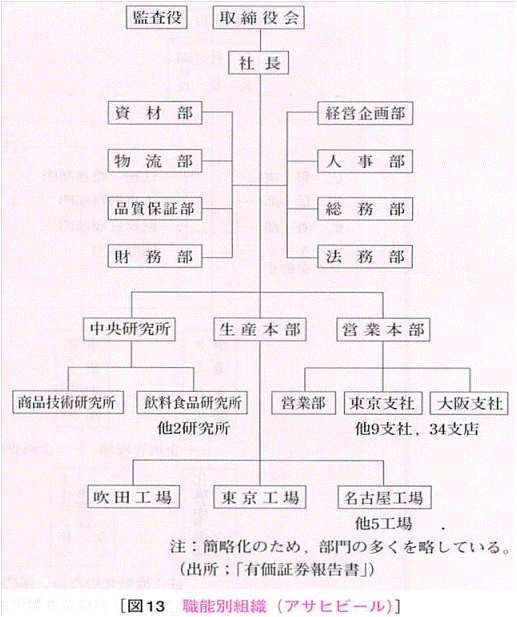 監査役 取締役会
社長
資材部 経営企画部
物流部 人事部
品質保証部 総務部
財務部 法務部
中央研究所 生産本部 営業本部
商品技術研究所 飲料食品研究所 営業部 東京支社 大阪支社
他2研究所 他9支社，34支店
吹田工場 東京工場 名古屋工場
他5工場
注：簡略化のため，部門の多くを略している。
（出所；「有価証券報告書」）
［図13 職能別組織（アサヒビール）］